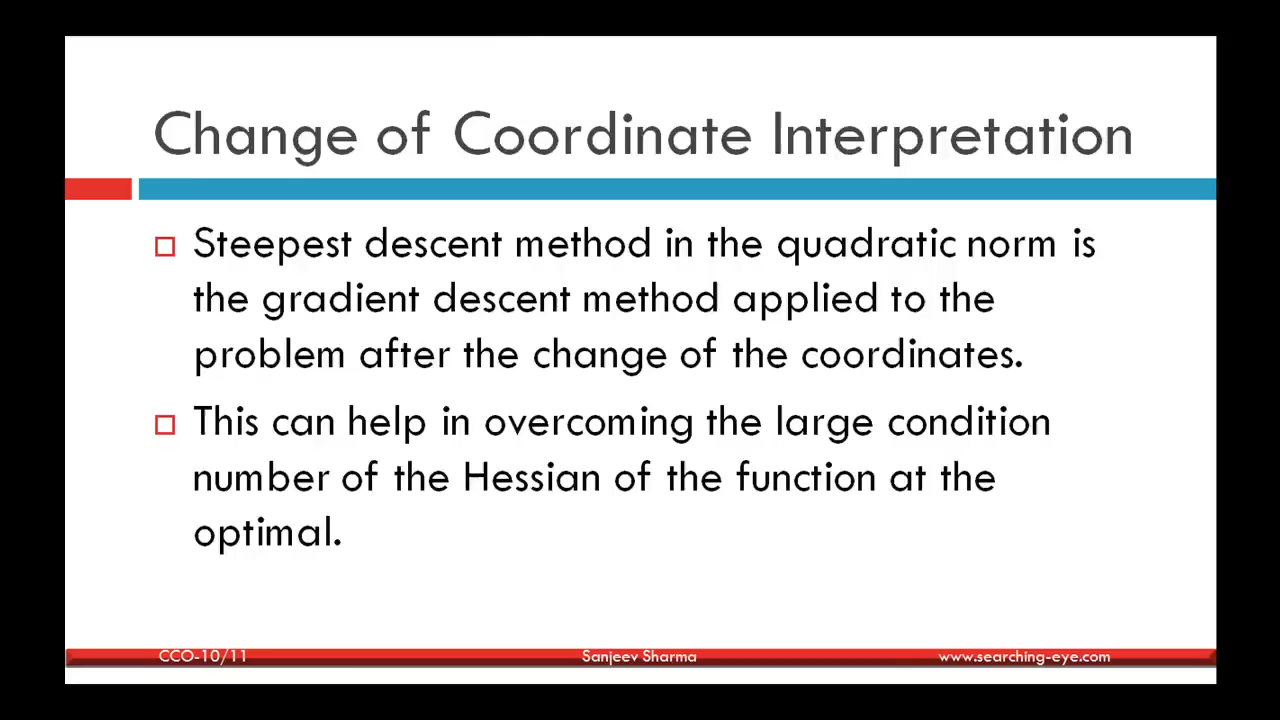 Change of Coordinate Interpretation
Steepest descent method in the quadratic norm is
the gradient descent method applied to the
problem after the change of the coordinates.
This can help in overcoming the large condition
number of the Hessian of the function at the
optimal.
CCO-10/11 Sanjeev Sharma www.searching-eye.com